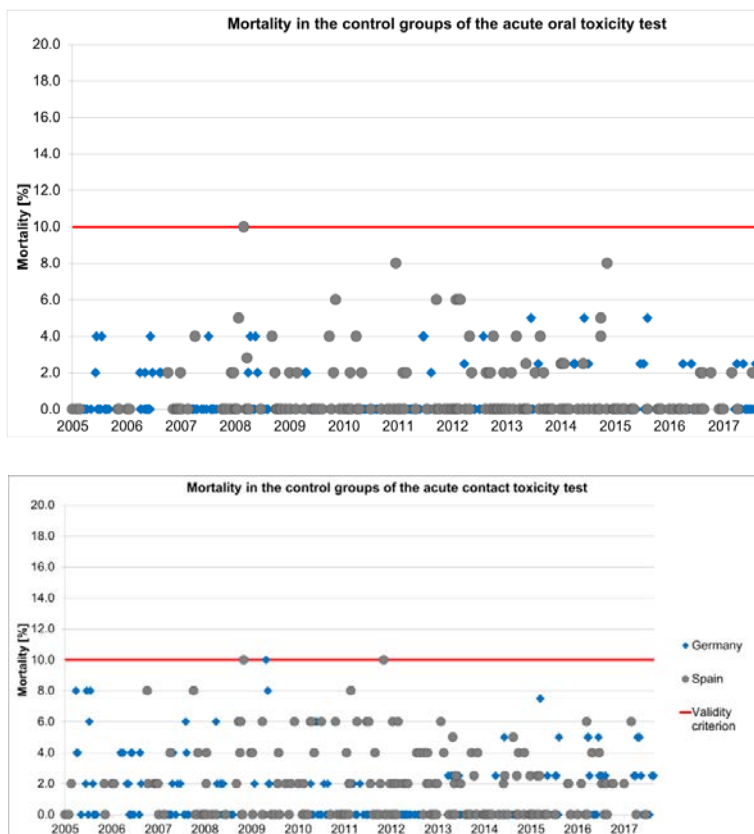 Mortality in the control groups of the acute oral toxicity test
20.0
18.0
16.0
14.0
12.0
10.0
8.0
6.0
4.0
2.0
0.0
Mortality [%]
2005 2006 2007 2008 2009 2010 2011 2012 2013 2014 2015 2016 2017
Mortality in the control groups of the acute contact toxicity test
20.0
18.0
16.0
14.0
12.0
10.0
8.0
6.0
4.0
2.0
0.0
Mortality [%]
2005 2006 2007 2008 2009 2010 2011 2012 2013 2014 2015 2016 2017
Germany
Spain
Validity
criterion